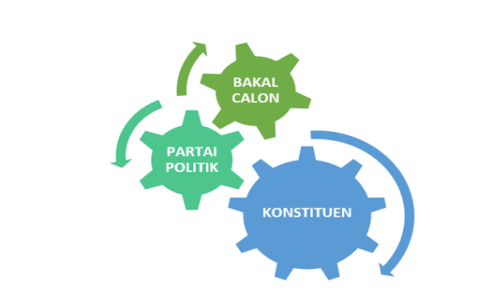 BAKAL
CALON
PARTAI
POLITIK
KONSTITUEN